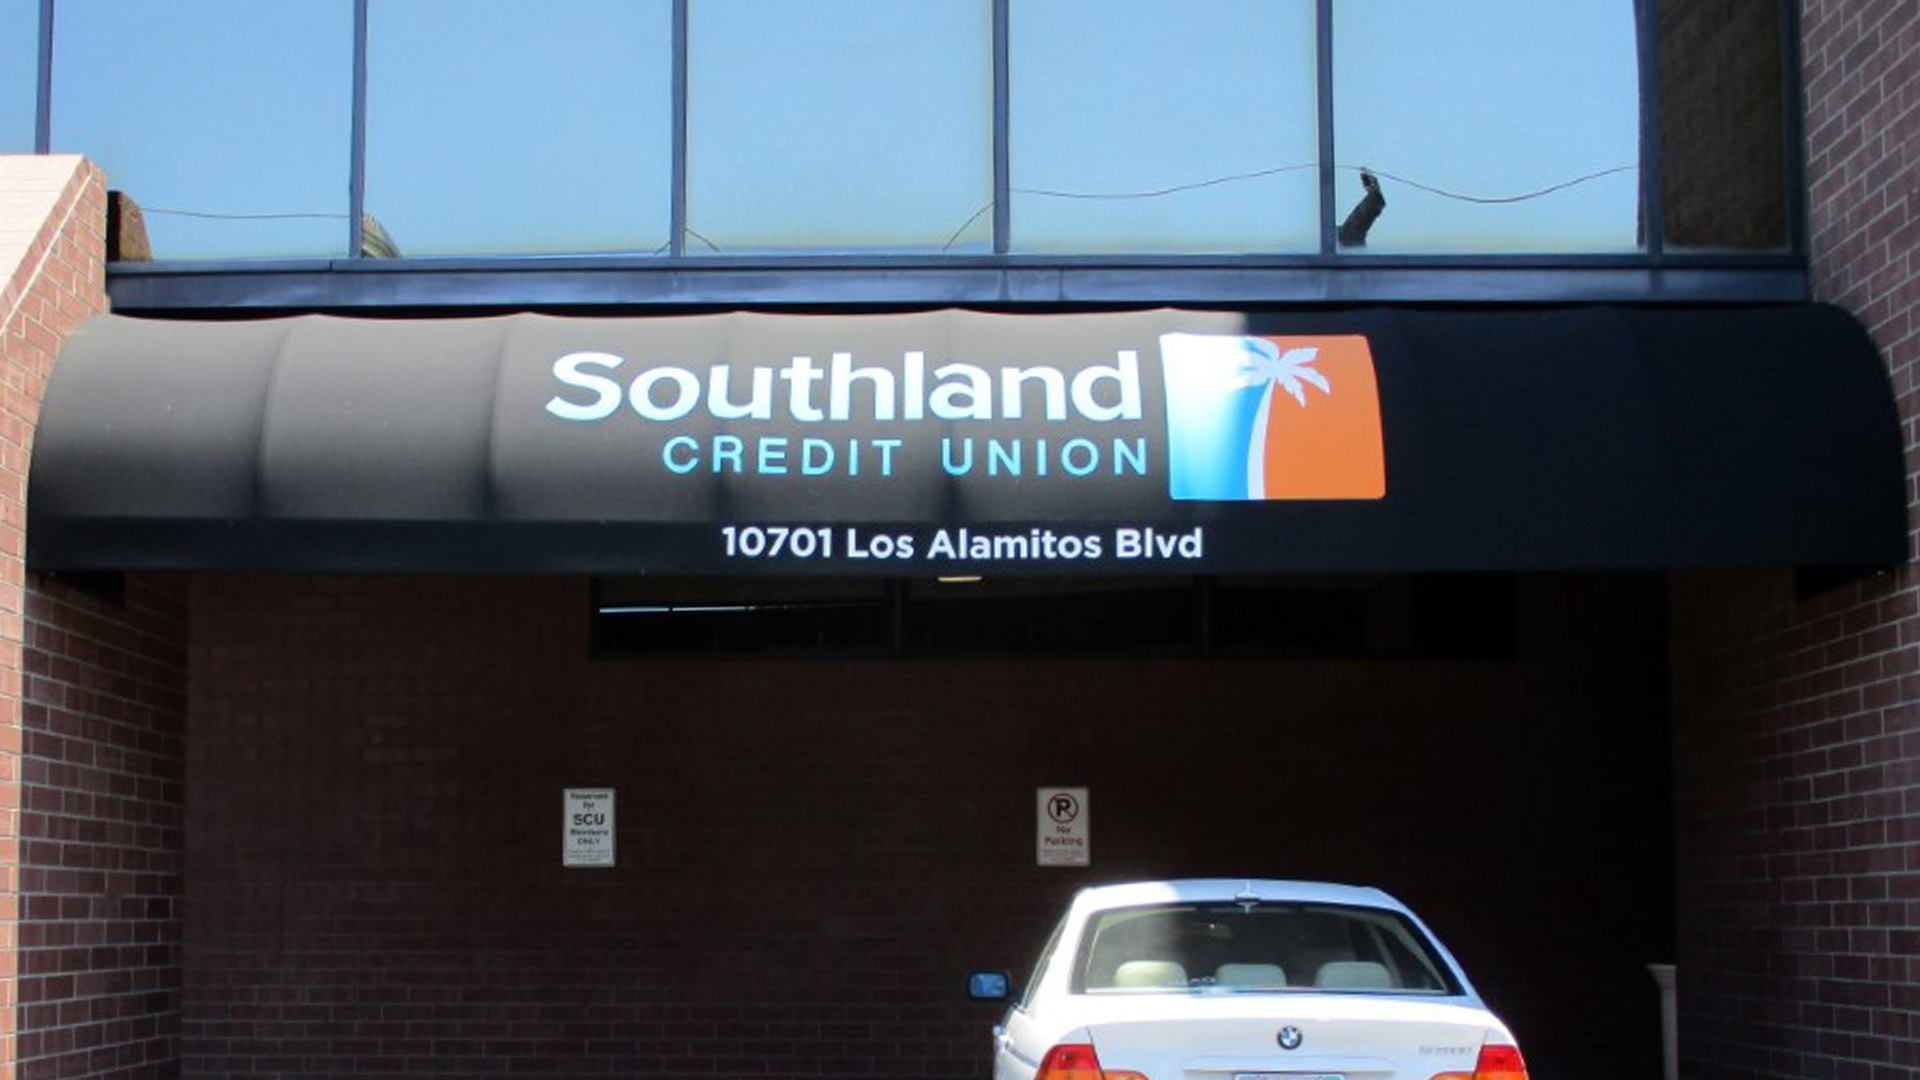 Southland
CREDIT UNION
10701 Los Alamitos Blvd
Reserved
for
SCU
Members
ONLY
No
Parking